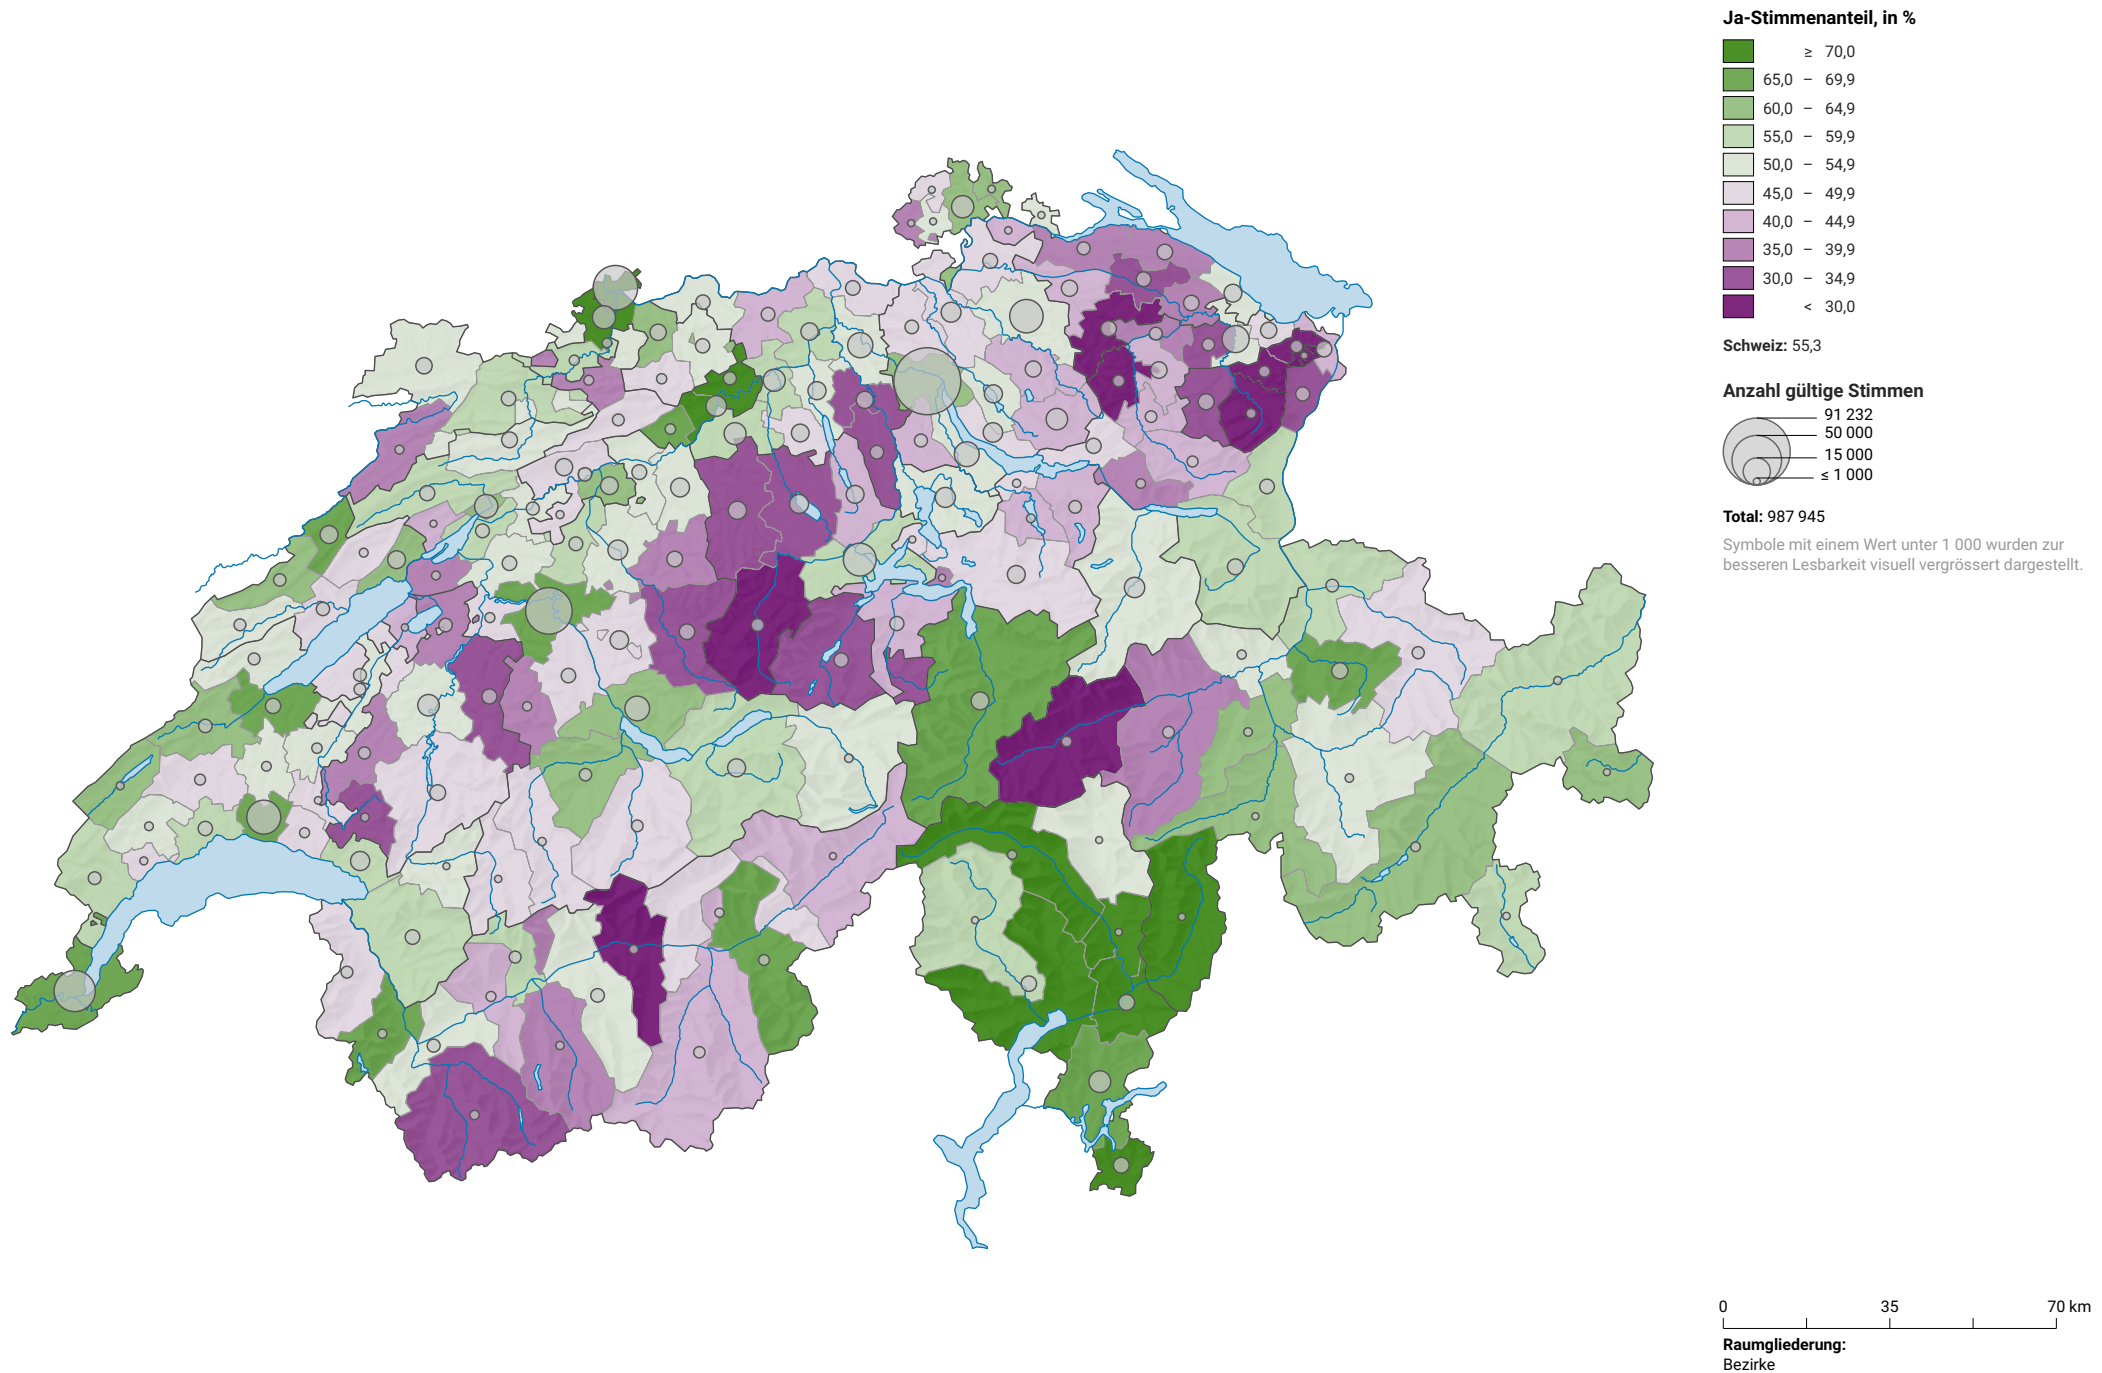 Ja-Stimmenanteil, in %
≥ 70,0
65,0 – 69,9
60,0 – 64,9
55,0 – 59,9
50,0 – 54,9
45,0 – 49,9
40,0 – 44,9
35,0 – 39,9
30,0 – 34,9
< 30,0
Schweiz: 55,3
Anzahl gültige Stimmen
91 232
50 000
15 000
≤ 1 000
Total: 987 945
Symbole mit einem Wert unter 1 000 wurden zur
besseren Lesbarkeit visuell vergrössert dargestellt.
0 35 70 km
Raumgliederung:
Bezirke